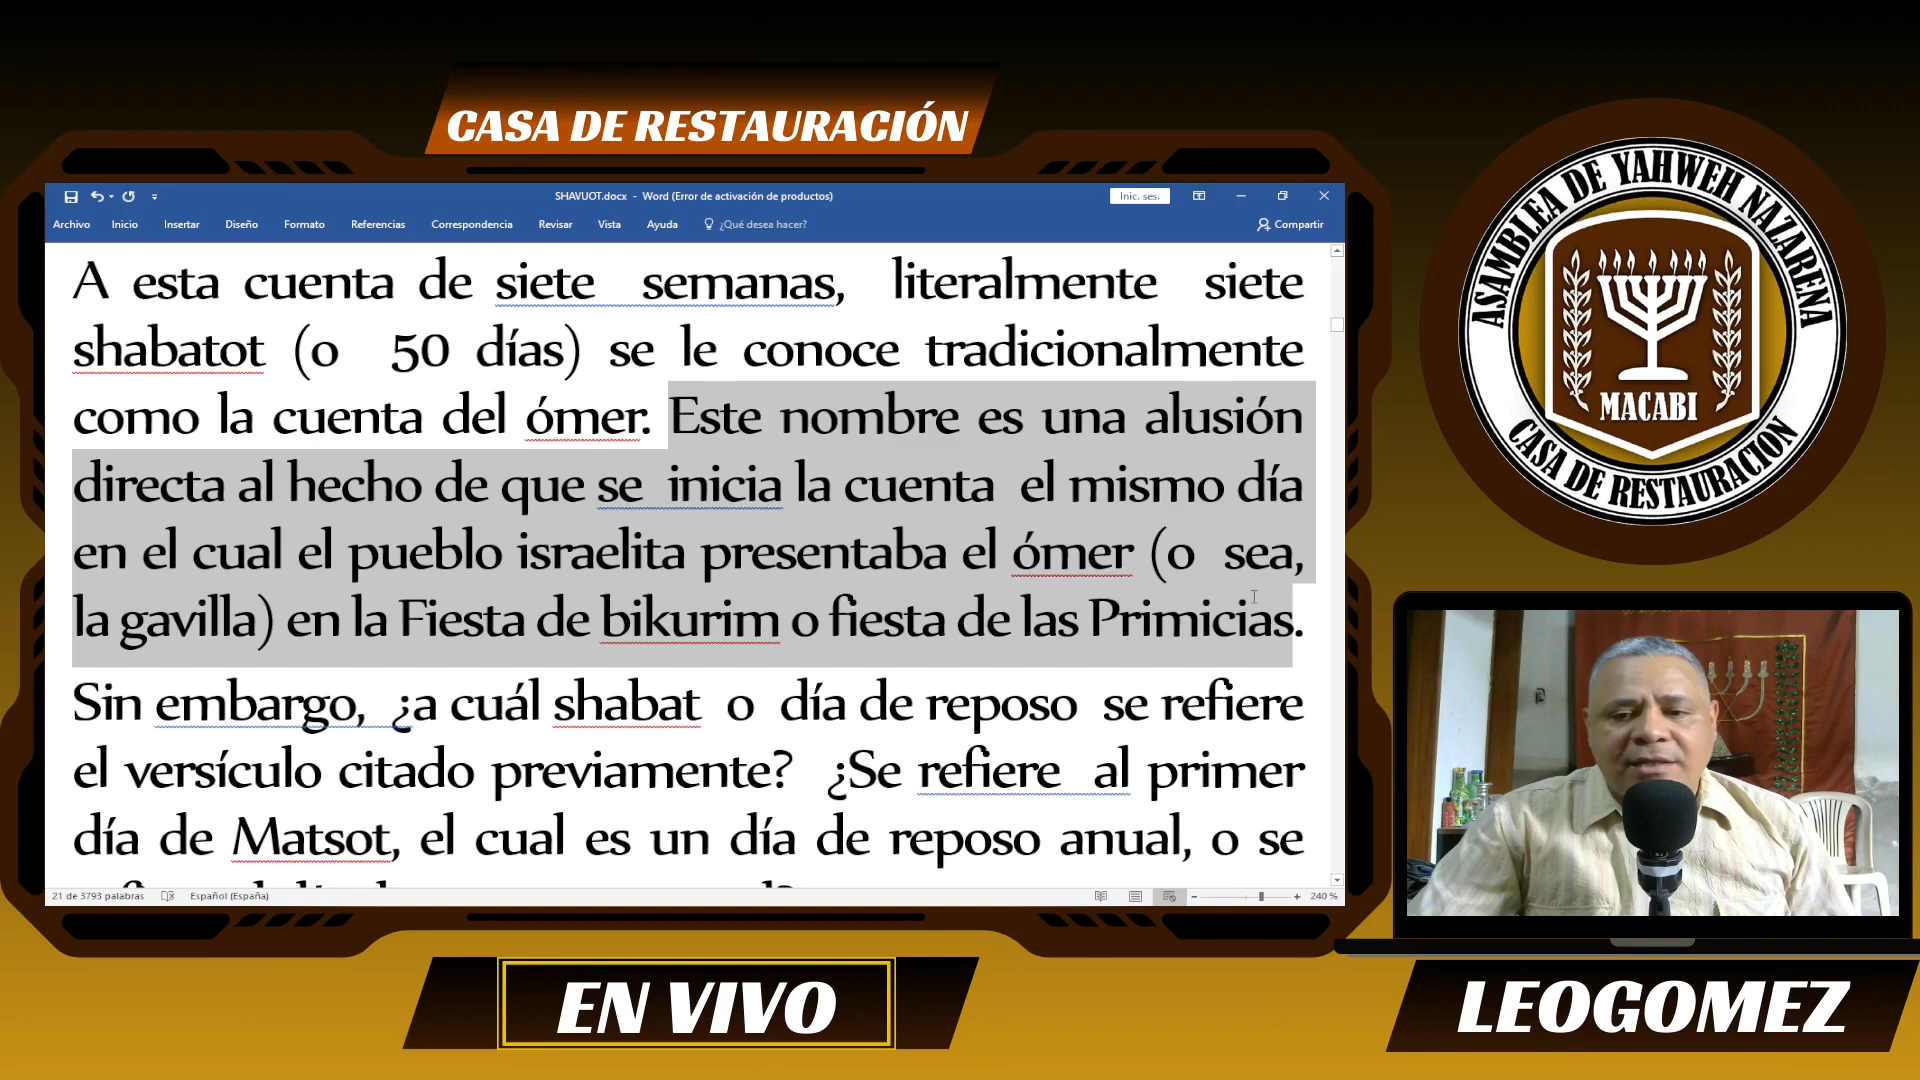 CASA DE RESTAURACIÓN
SHAVUOT.docx - Word (Error de activación de productos)
Inic. ses.
Archivo Inicio Insertar Diseño Formato Referencias Correspondencia Revisar Vista Ayuda ¿Qué desea hacer? Compartir
A esta cuenta de siete semanas, literalmente siete
shabatot (o 50 días) se le conoce tradicionalmente
como la cuenta del ómer. Este nombre es una alusión
directa al hecho de que se inicia la cuenta el mismo día
en el cual el pueblo israelita presentaba el ómer (o sea,
la gavilla) en la Fiesta de bikurim o fiesta de las Primicias.
Sin embargo, ¿a cuál shabat o día de reposo se refiere
el versículo citado previamente? ¿Se refiere al primer
día de Matsot, el cual es un día de reposo anual, o se
21 de 3793 palabras Español (España) 240 %
ASAMBLEA DE YAHWEH NAZARENA
MACABI
CASA DE RESTAURACION
EN VIVO
LEOGOMEZ